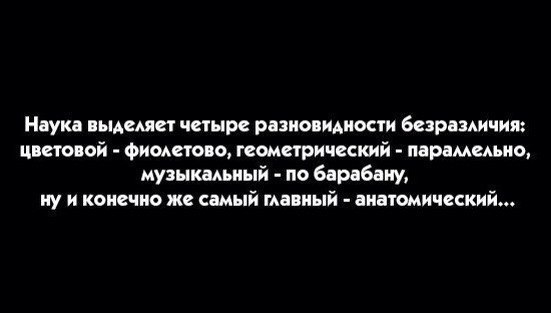 Наука выделяет четыре разновидности безразличия:
цветовой - фиолетово, геометрический - параллельно,
музыкальный - по барабану,
ну и конечно же самый главный - анатомический...